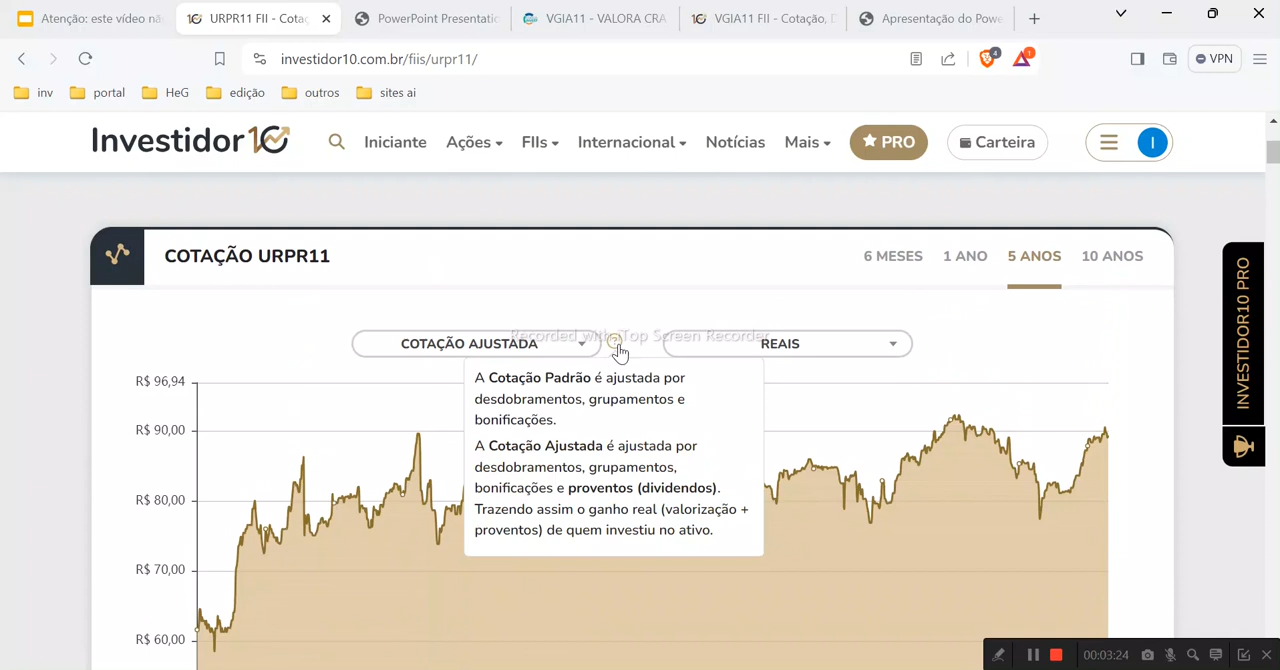 Atenção: este vídeo nã
URPR11 FII - Cotaç
PowerPoint Presentatio
VGIA11 - VALORA CRA
VGIA11 FII - Cotação, D
Apresentação do Powe
investidor10.com.br/fiis/urpr11/
4
1
VPN
inv
portal
HeG
edição
outros
sites ai
Investidor10
Iniciante
Ações
FIIs
Internacional
Notícias
Mais
PRO
Carteira
I
COTAÇÃO URPR11
6 MESES
1 ANO
5 ANOS
10 ANOS
Recorded with iTop Screen Recorder
COTAÇÃO AJUSTADA
REAIS
A Cotação Padrão é ajustada por
desdobramentos, grupamentos e
bonificações.
A Cotação Ajustada é ajustada por
desdobramentos, grupamentos,
bonificações e proventos (dividendos).
Trazendo assim o ganho real (valorização +
proventos) de quem investiu no ativo.
R$ 96,94
R$ 90,00
R$ 80,00
R$ 70,00
R$ 60,00
INVESTIDOR10 PRO
00:03:24